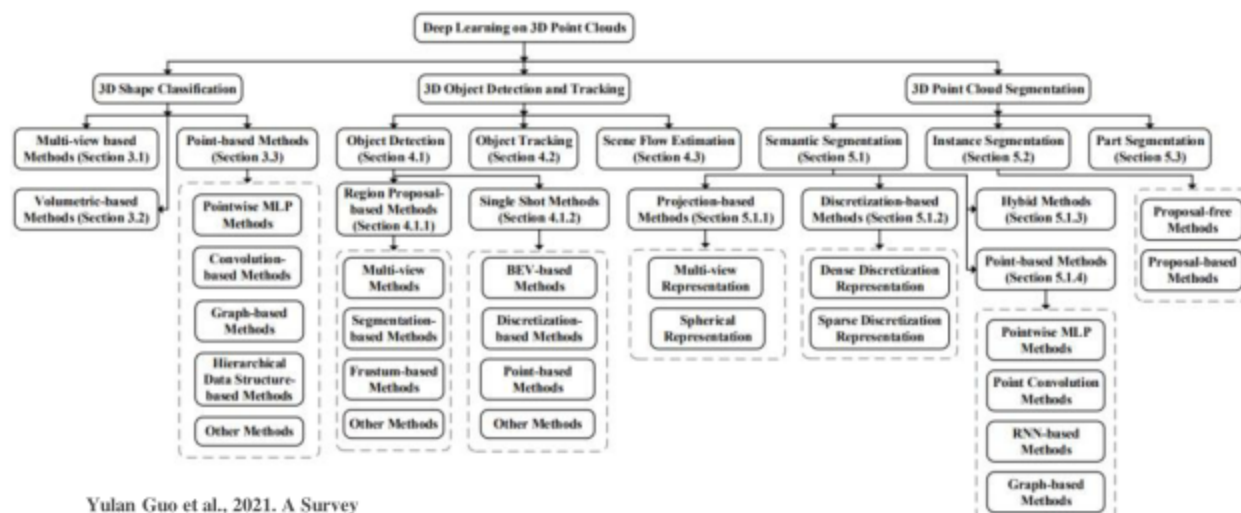 Deep Learning on 3D Point Clouds
3D Shape Classification
3D Object Detection and Tracking
3D Point Cloud Segmentation
Multi-view based
Methods (Section 3.1)
Point-based Methods
(Section 3.3)
Object Detection
(Section 4.1)
Object Tracking
(Section 4.2)
Scene Flow Estimation
(Section 4.3)
Semantic Segmentation
(Section 5.1)
Instance Segmentation
(Section 5.2)
Part Segmentation
(Section 5.3)
Volumetric-based
Methods (Section 3.2)
Region Proposal-
based Methods
(Section 4.1.1)
Single Shot Methods
(Section 4.1.2)
Projection-based
Methods (Section 5.1.1)
Discretization-based
Methods (Section 5.1.2)
Hybid Methods
(Section 5.1.3)
Point-based Methods
(Section 5.1.4)
Proposal-free
Methods
Proposal-based
Methods
Pointwise MLP
Methods
Convolution-
based Methods
Graph-based
Methods
Hierarchical
Data Structure-
based Methods
Other Methods
Multi-view
Methods
Segmentation-
based Methods
Frustum-based
Methods
Other Methods
BEV-based
Methods
Discretization-
based Methods
Point-based
Methods
Other Methods
Multi-view
Representation
Spherical
Representation
Dense Discretization
Representation
Sparse Discretization
Representation
Pointwise MLP
Methods
Point Convolution
Methods
RNN-based
Methods
Graph-based
Methods
Yulan Guo et al., 2021. A Survey